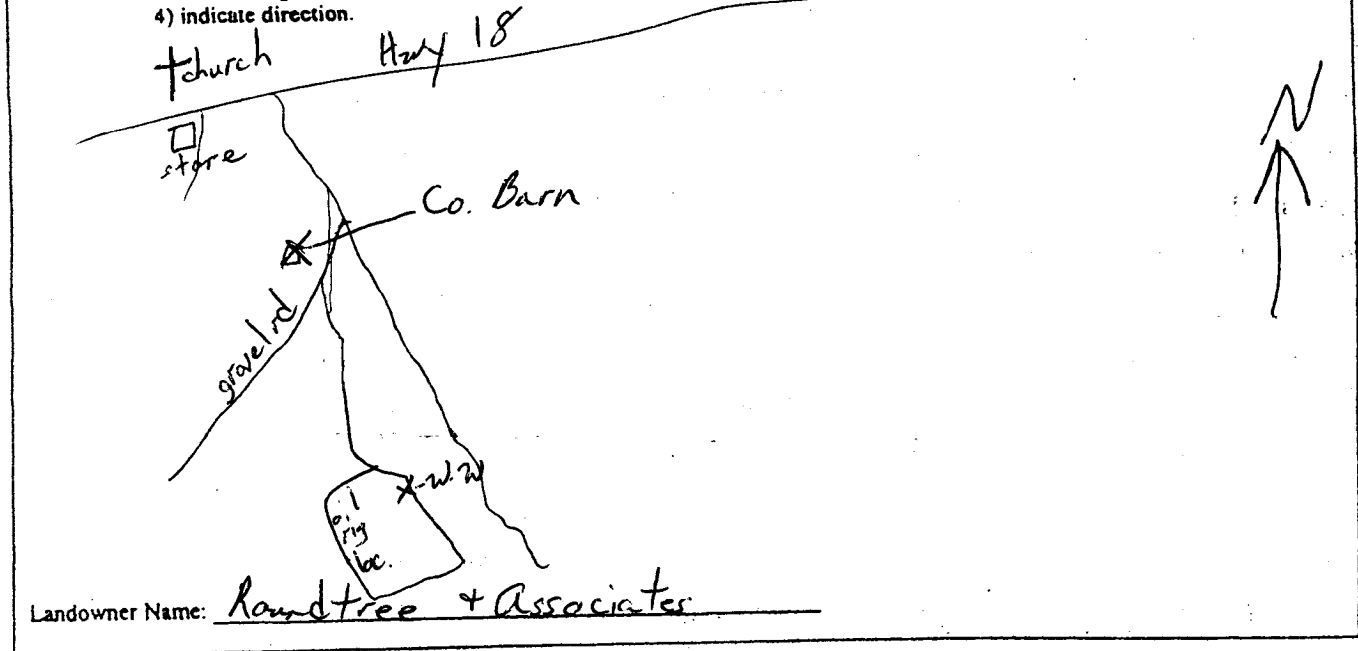 4) indicate direction.
church
Hwy 18
N
store
Co. Barn
gravel rd
X-W.W
oil
rig
loc.
Landowner Name: Roundtree + Associates